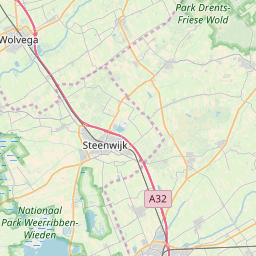 Park Drents-
Friese Wold
Wolvega
Steenwijk
A32
Nationaal
Park Weerribben-
Wieden